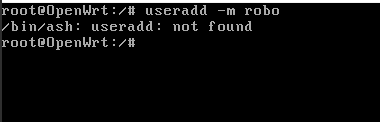 root@OpenWrt:/# useradd -m robo
/bin/ash: useradd: not found
root@OpenWrt:/#